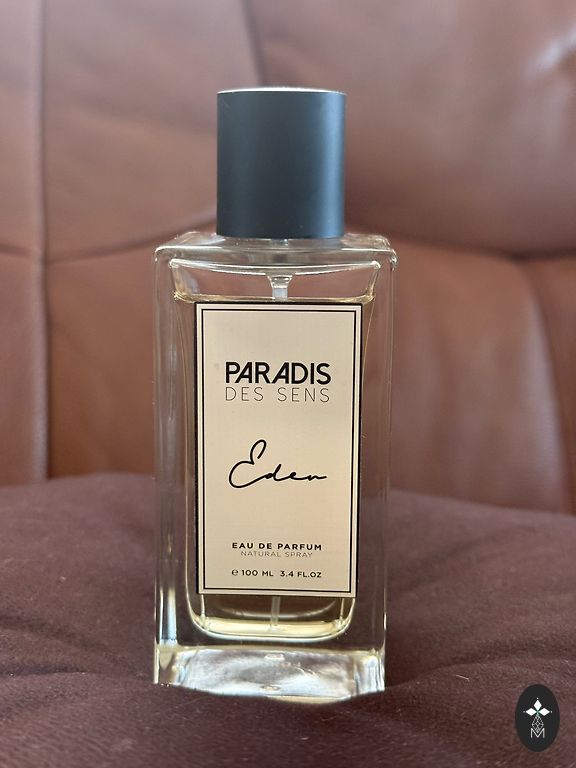 PARADIS
DES SENS
Eden
EAU DE PARFUM
NATURAL SPRAY
℮ 100 ML 3.4 FL.OZ
M